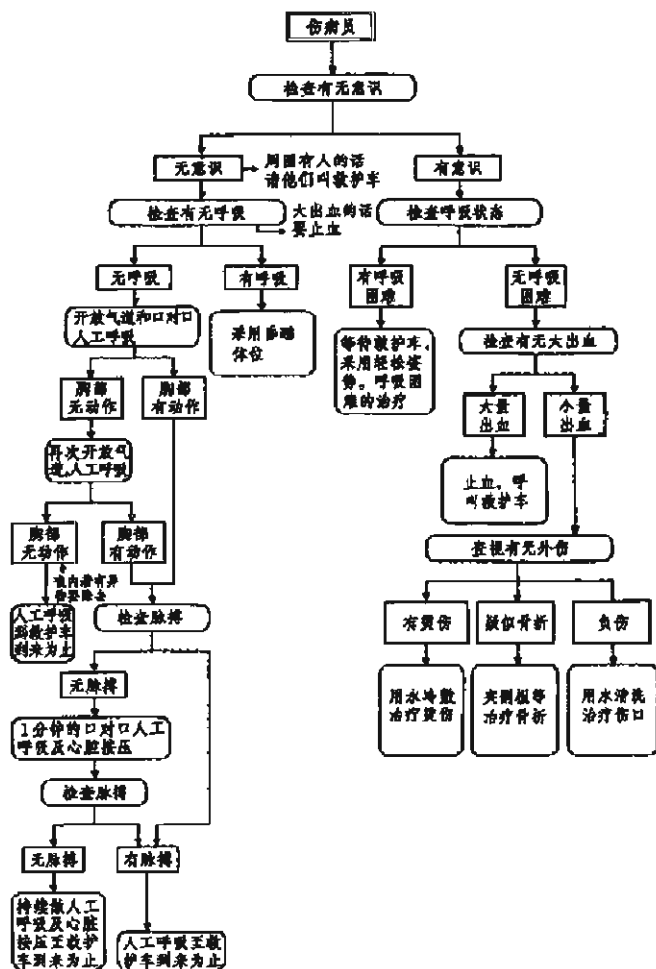 伤病员
检查有无意识
无意识
周围有人的话
请他们叫救护车
有意识
检查有无呼吸
大出血的话
要止血
检查呼吸状态
无呼吸
有呼吸
有呼吸
困难
无呼吸
困难
开放气道和口对口
人工呼吸
采用
体位
等待救护车,
采用轻松姿
势。呼吸困
难的治疗
检查有无大出血
胸部
无动作
胸部
有动作
大量
出血
小量
出血
再次开放气
道,人工呼吸
止血,呼
叫救护车
胸部
无动作
胸部
有动作
查视有无外伤
人工呼吸
到救护车
到来为止
检查脉搏
有烫伤
疑似骨折
负伤
无脉搏
用水冷敷
治疗烫伤
夹侧板等
治疗骨折
用水清洗
治疗伤口
1分钟的口对口人工
呼吸及心脏按压
检查脉搏
无脉搏
有脉搏
持续做人工
呼吸及心脏
按压至救护
车到来为止
人工呼吸至救
护车到来为止